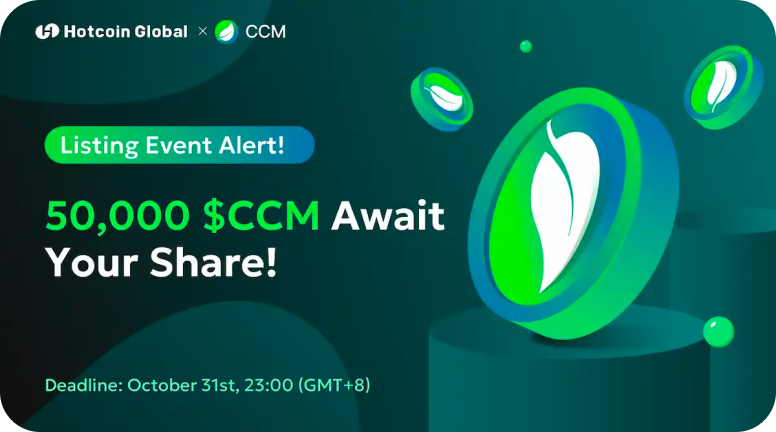 Hotcoin Global × CCM
Listing Event Alert!
50,000 $CCM Await
Your Share!
Deadline: October 31st, 23:00 (GMT+8)